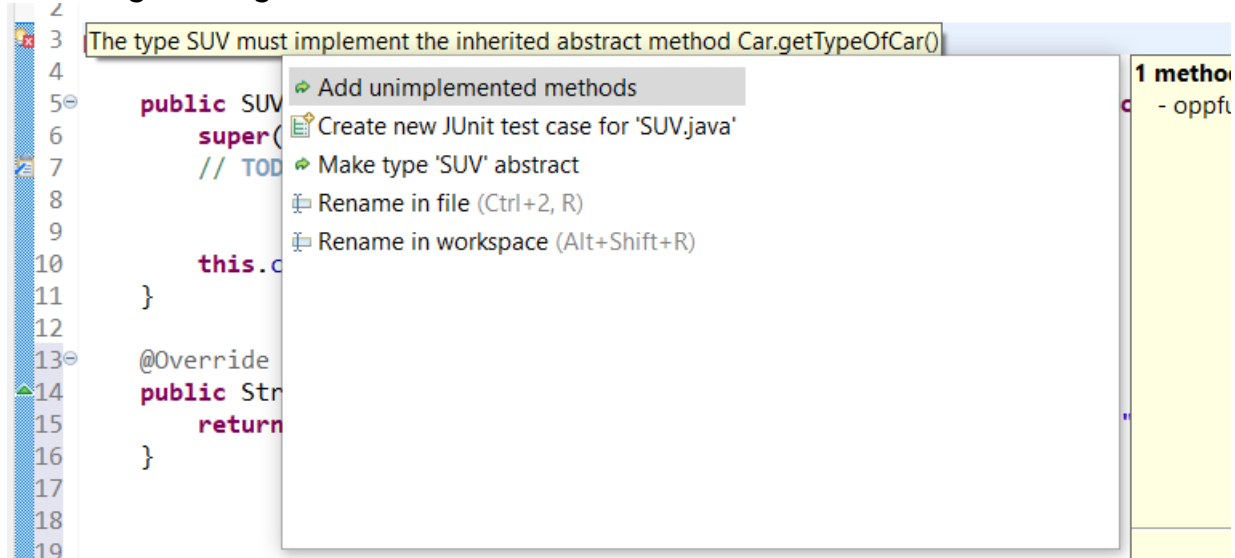 2
3 The type SUV must implement the inherited abstract method Car.getTypeOfCar()
4
5 public SUV
6 super(
7 // TOD
8
9
10 this.c
11 }
12
13 @Override
14 public Str
15 return "
16 }
17
18
19
Add unimplemented methods
Create new JUnit test case for 'SUV.java'
Make type 'SUV' abstract
Rename in file (Ctrl+2, R)
Rename in workspace (Alt+Shift+R)
1 metho
- oppfu